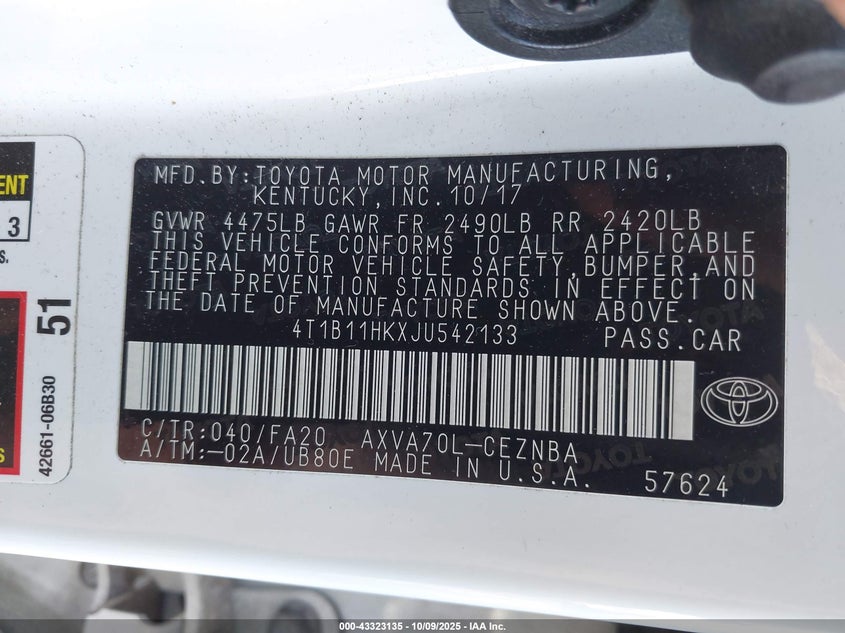 ENT
3
s.
51
42661-06B30
S
MFD.BY:TOYOTA MOTOR MANUFACTURING,
KENTUCKY,INC.10/17
GVWR 4475LB GAWR FR 2490LB RR 2420LB
THIS VEHICLE CONFORMS TO ALL APPLICABLE
FEDERAL MOTOR VEHICLE SAFETY,BUMPER,AND
THEFT PREVENTION STANDARDS IN EFFECT ON
THE DATE OF MANUFACTURE SHOWN ABOVE.
4T1B11HKXJU542133 PASS.CAR
C/TR:040/FA20 AXVA70L-CEZNBA
A/TM:-02A/UB80E MADE IN U.S.A.
57624
000-43323135 - 10/09/2025 - IAA Inc.